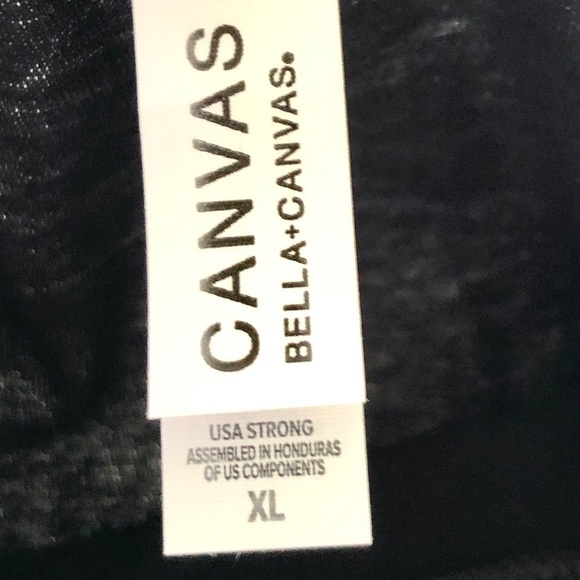 CANVAS
BELLA+CANVAS®
USA STRONG
ASSEMBLED IN HONDURAS
OF US COMPONENTS
XL